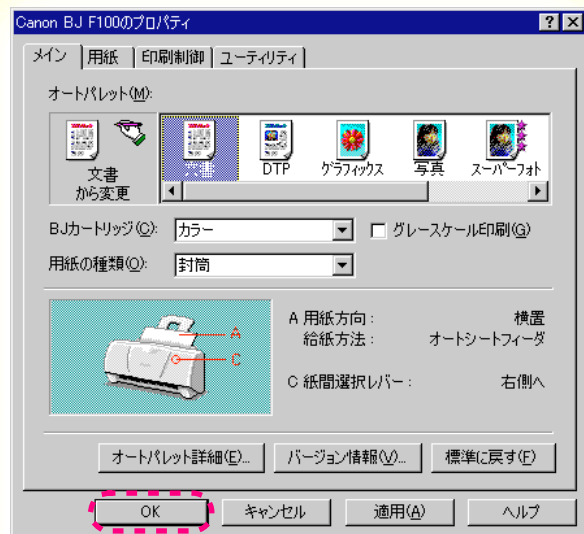 Canon BJ F100のプロパティ
メイン 用紙 印刷制御 ユーティリティ
オートパレット(M):
文書
から変更
文書 DTP グラフィックス 写真 スーパーフォト
BJカートリッジ(C): カラー グレースケール印刷(G)
用紙の種類(O): 封筒
A
C
A 用紙方向: 横置
給紙方法: オートシートフィーダ
C 紙間選択レバー: 右側へ
オートパレット詳細(E)... バージョン情報(V)... 標準に戻す(F)
OK キャンセル 適用(A) ヘルプ